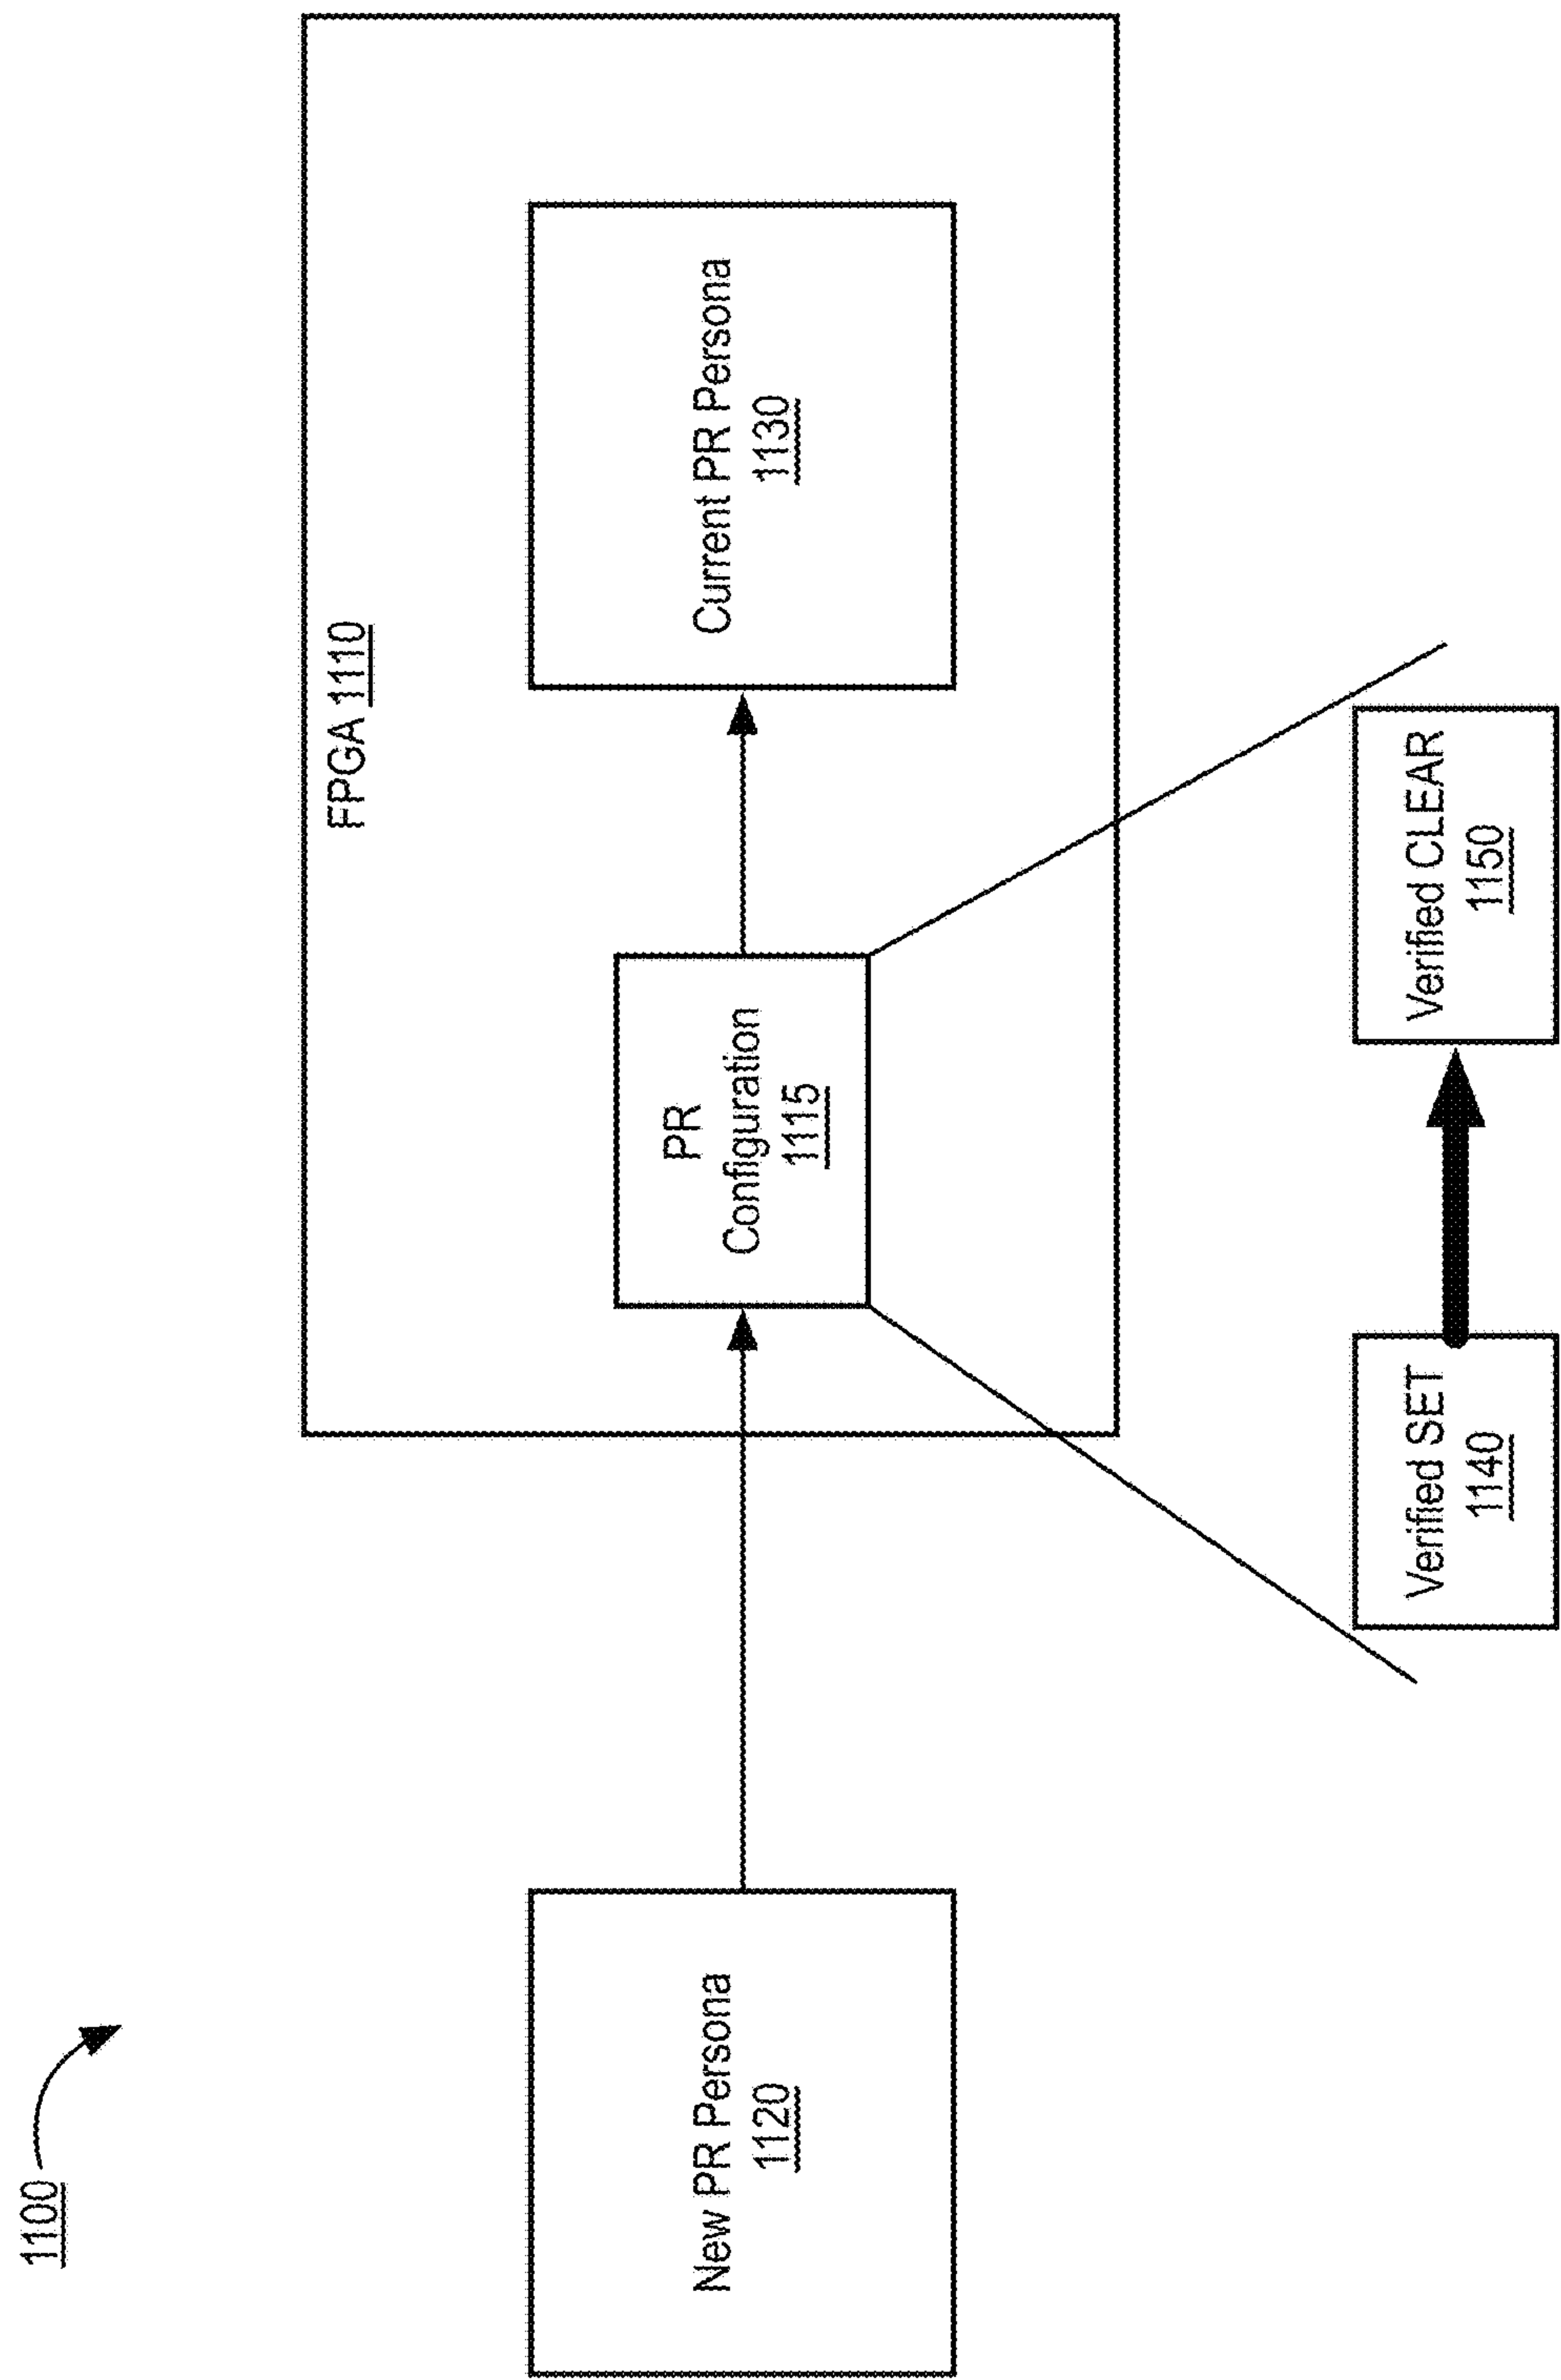 1100
FPGA 1110
New PR Persona
1120
PR
Configuration
1115
Current PR Persona
1130
Verified SET
1140
Verified CLEAR
1150